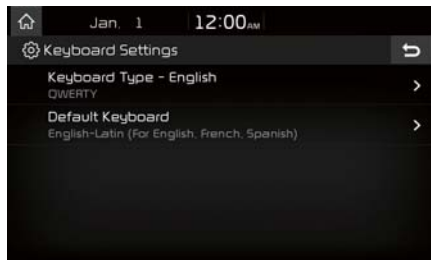 Jan. 1 12:00AM
Keyboard Settings
Keyboard Type - English
QWERTY
Default Keyboard
English-Latin (For English, French, Spanish)